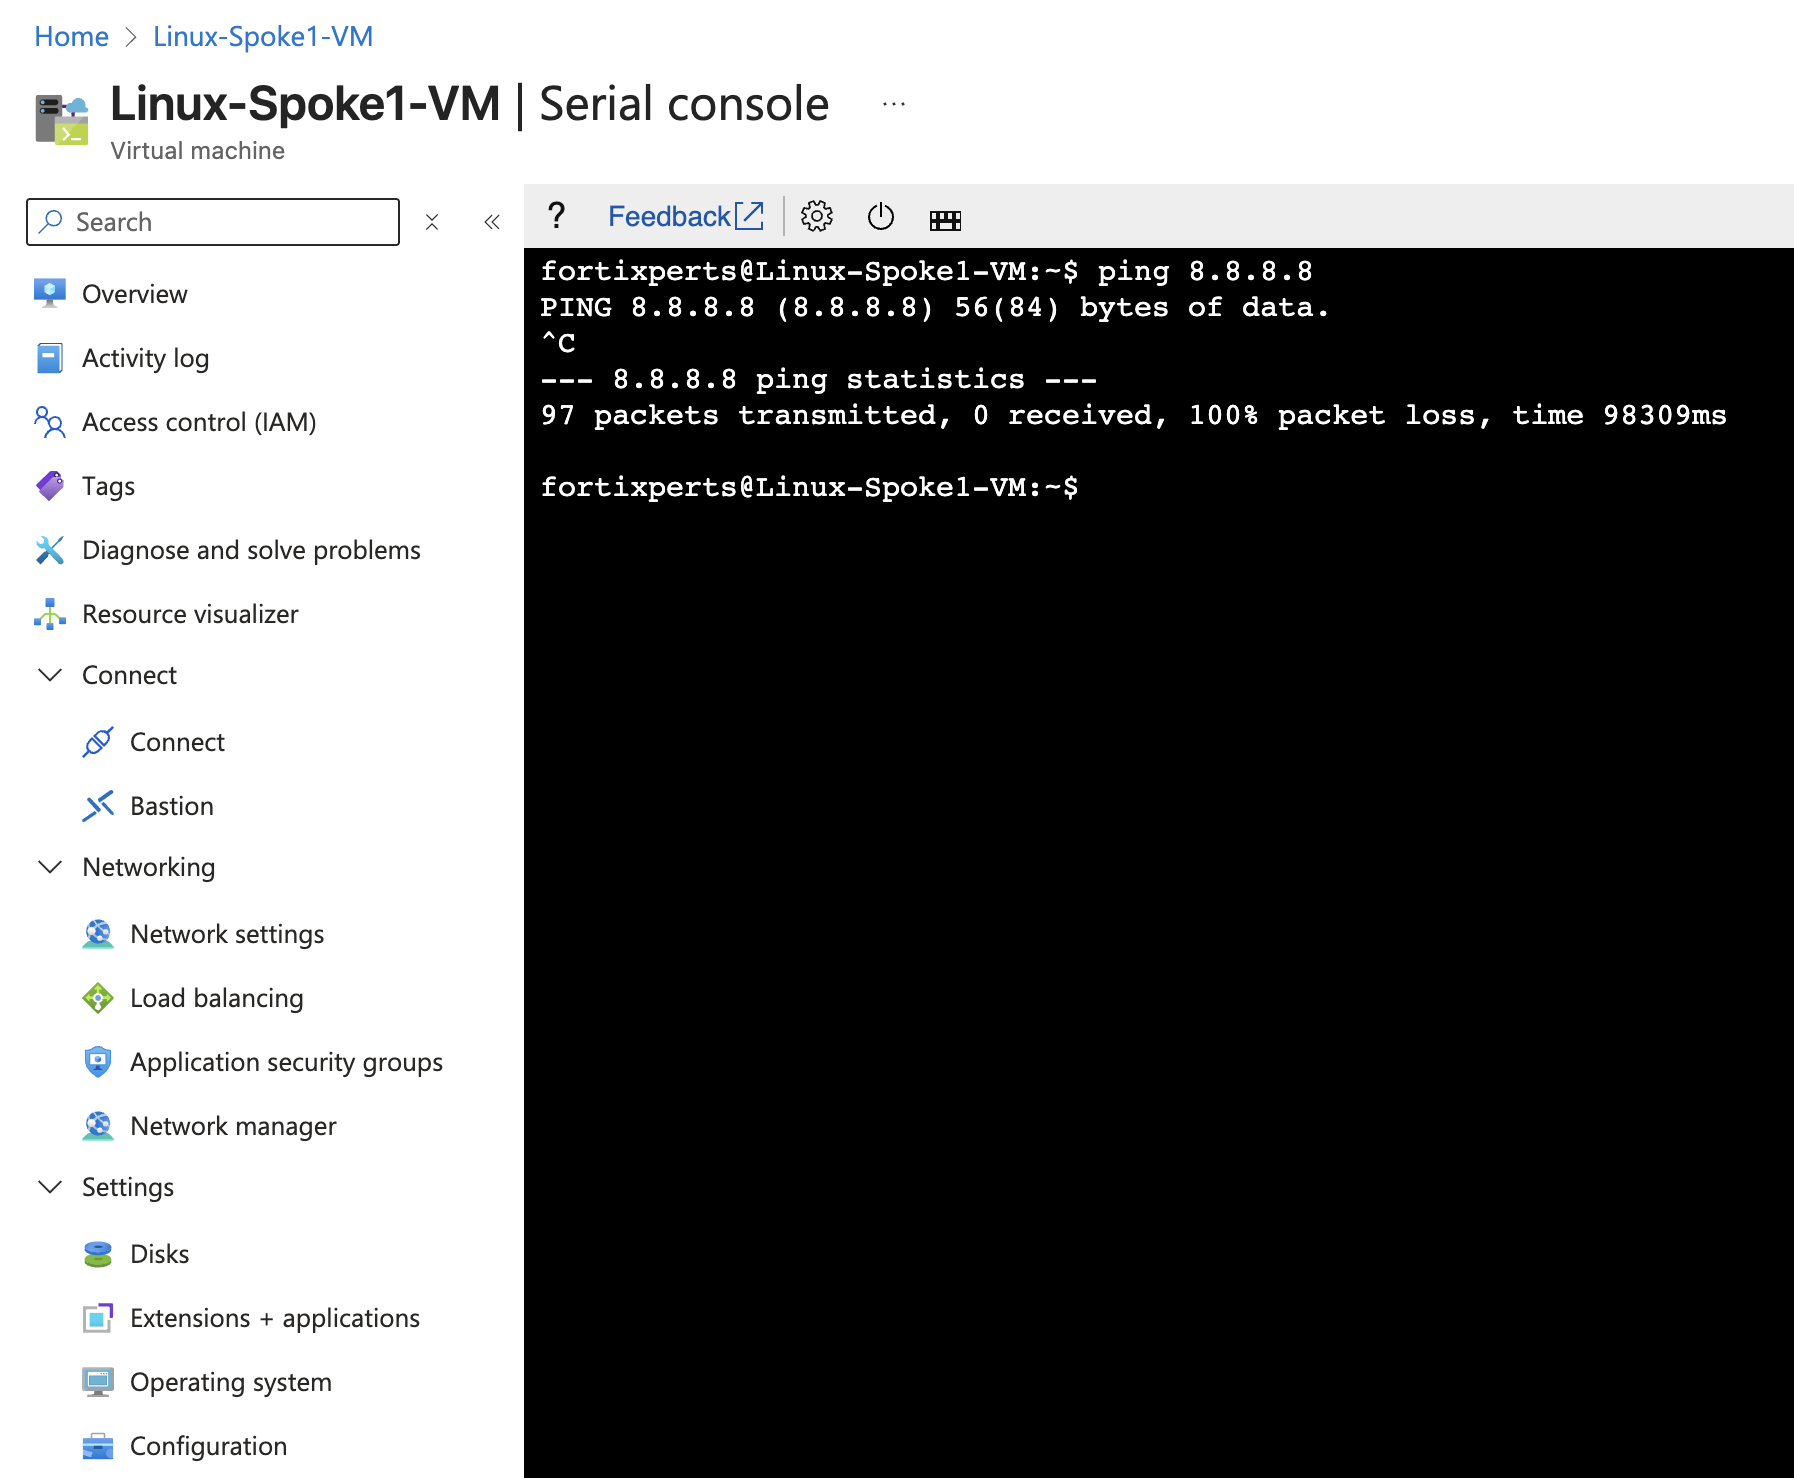 Home > Linux-Spoke1-VM
Linux-Spoke1-VM | Serial console ...
Virtual machine
Search
? Feedback
Overview
Activity log
Access control (IAM)
Tags
Diagnose and solve problems
Resource visualizer
Connect
Connect
Bastion
Networking
Network settings
Load balancing
Application security groups
Network manager
Settings
Disks
Extensions + applications
Operating system
Configuration
fortixperts@Linux-Spoke1-VM:~$ ping 8.8.8.8
PING 8.8.8.8 (8.8.8.8) 56(84) bytes of data.
^C
--- 8.8.8.8 ping statistics ---
97 packets transmitted, 0 received, 100% packet loss, time 98309ms
fortixperts@Linux-Spoke1-VM:~$